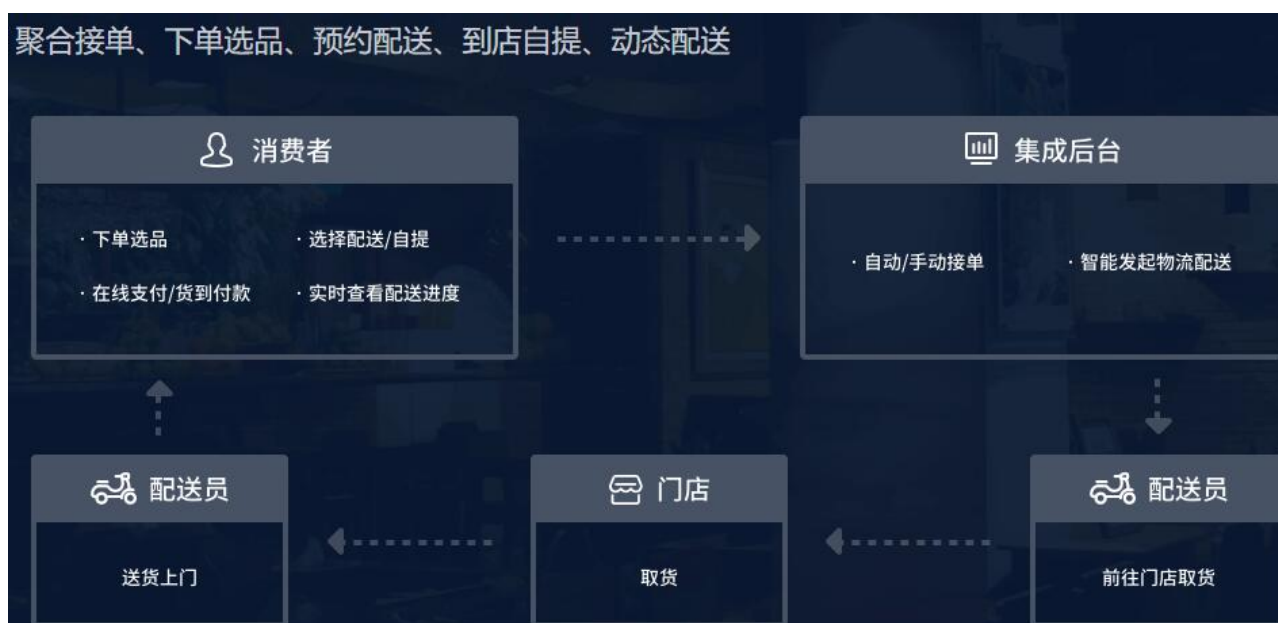 聚合接单、下单选品、预约配送、到店自提、动态配送
消费者
· 下单选品
· 选择配送/自提
· 在线支付/货到付款
· 实时查看配送进度
集成后台
· 自动/手动接单
· 智能发起物流配送
配送员
送货上门
门店
取货
配送员
前往门店取货